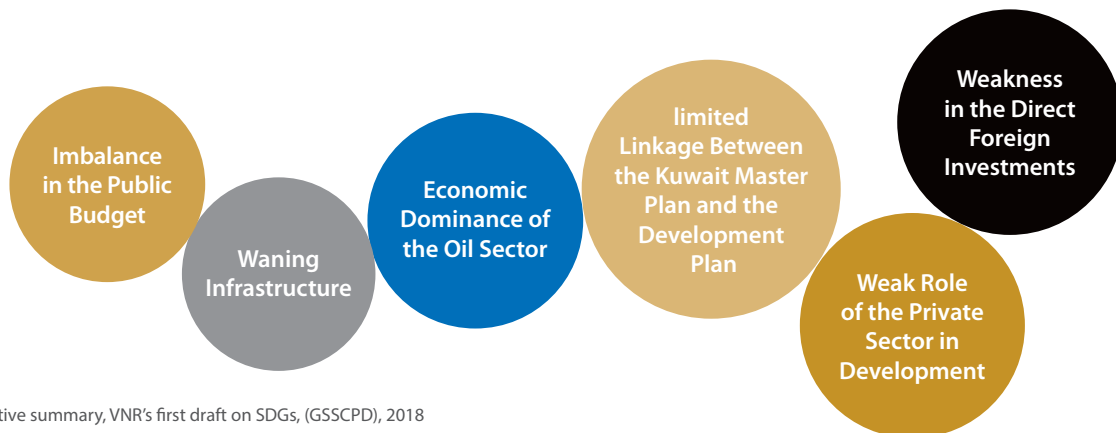 Imbalance
in the Public
Budget
Waning
Infrastructure
Economic
Dominance of
the Oil Sector
limited
Linkage Between
the Kuwait Master
Plan and the
Development
Plan
Weak Role
of the Private
Sector in
Development
Weakness
in the Direct
Foreign
Investments
tive summary, VNR's first draft on SDGs, (GSSCPD), 2018